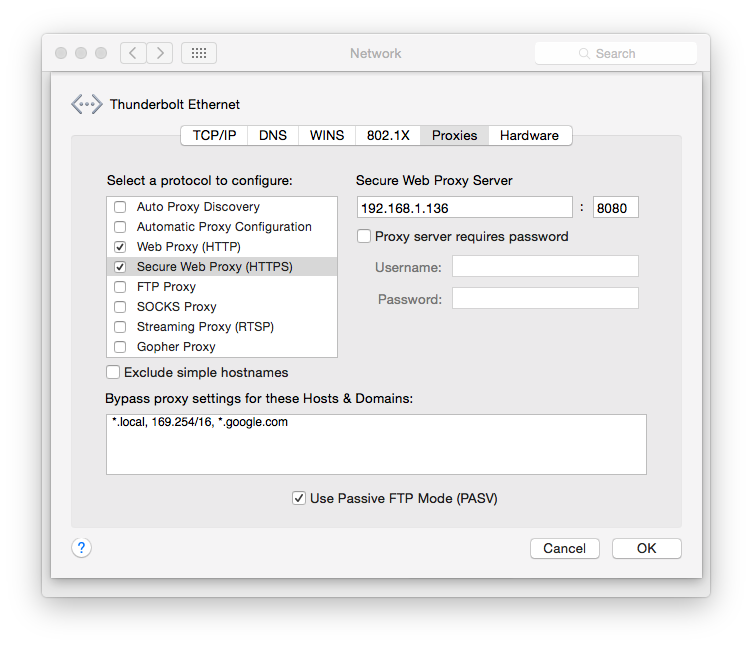 Network
Search
Thunderbolt Ethernet
TCP/IP DNS WINS 802.1X Proxies Hardware
Select a protocol to configure:
Auto Proxy Discovery
Automatic Proxy Configuration
Web Proxy (HTTP)
Secure Web Proxy (HTTPS)
FTP Proxy
SOCKS Proxy
Streaming Proxy (RTSP)
Gopher Proxy
Exclude simple hostnames
Secure Web Proxy Server
192.168.1.136 : 8080
Proxy server requires password
Username:
Password:
Bypass proxy settings for these Hosts & Domains:
*.local, 169.254/16, *.google.com
Use Passive FTP Mode (PASV)
?
Cancel OK